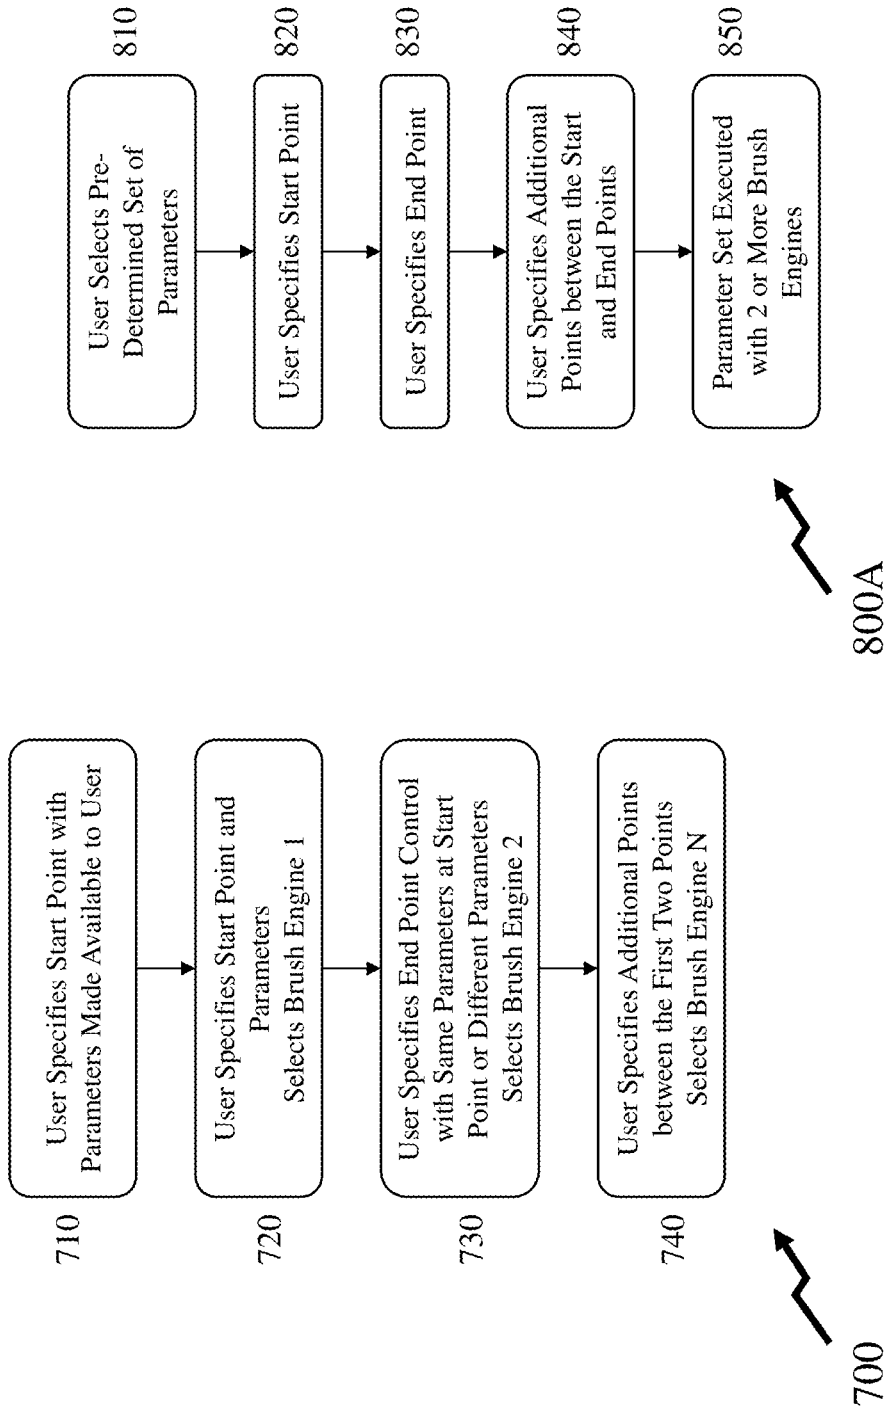 710
User Specifies Start Point with
Parameters Made Available to User
720
User Specifies Start Point and
Parameters
Selects Brush Engine 1
730
User Specifies End Point Control
with Same Parameters at Start
Point or Different Parameters
Selects Brush Engine 2
740
User Specifies Additional Points
between the First Two Points
Selects Brush Engine N
700
User Selects Pre-
Determined Set of
Parameters
810
User Specifies Start Point
820
User Specifies End Point
830
User Specifies Additional
Points between the Start
and End Points
840
Parameter Set Executed
with 2 or More Brush
Engines
850
800A